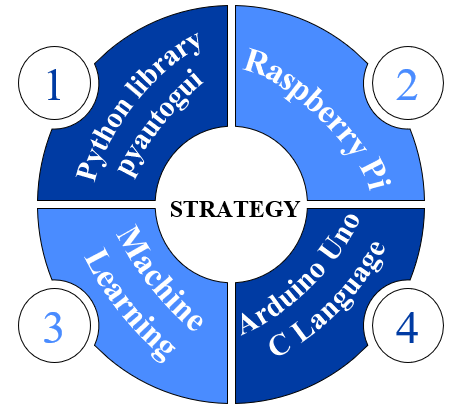 1
Python library
pyautogui
2
Raspberry Pi
STRATEGY
3
Machine
Learning
4
Arduino Uno
C Language